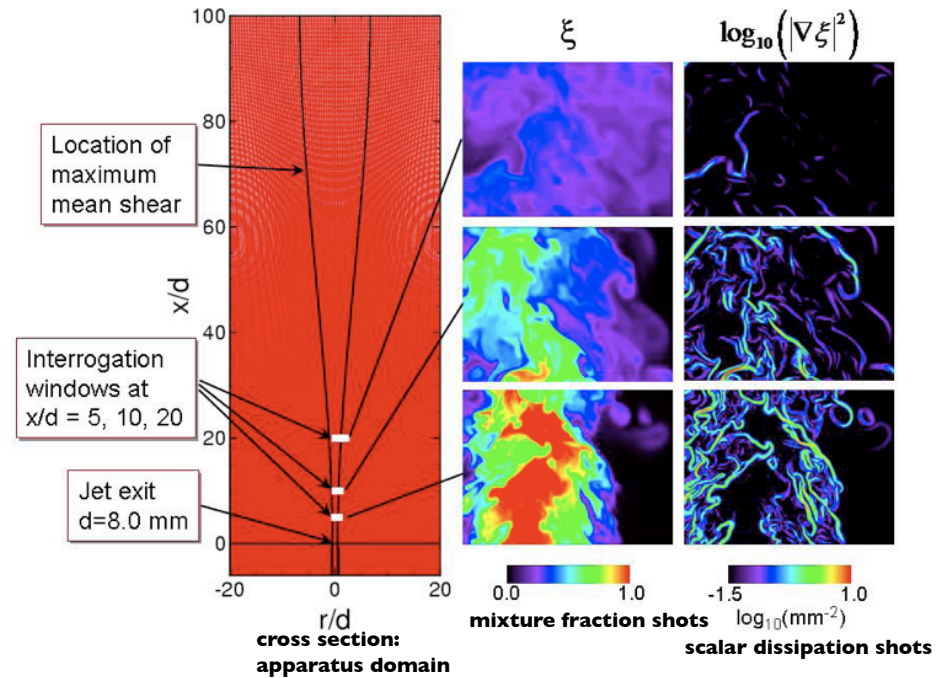 100
80
60
40
20
0
x/d
-20
0
20
r/d
Location of
maximum
mean shear
Interrogation
windows at
x/d = 5, 10, 20
Jet exit
d=8.0 mm
cross section:
apparatus domain
ξ
log₁₀(|∇ξ|²)
0.0 1.0
mixture fraction shots
-1.5 1.0
log₁₀(mm⁻²)
scalar dissipation shots